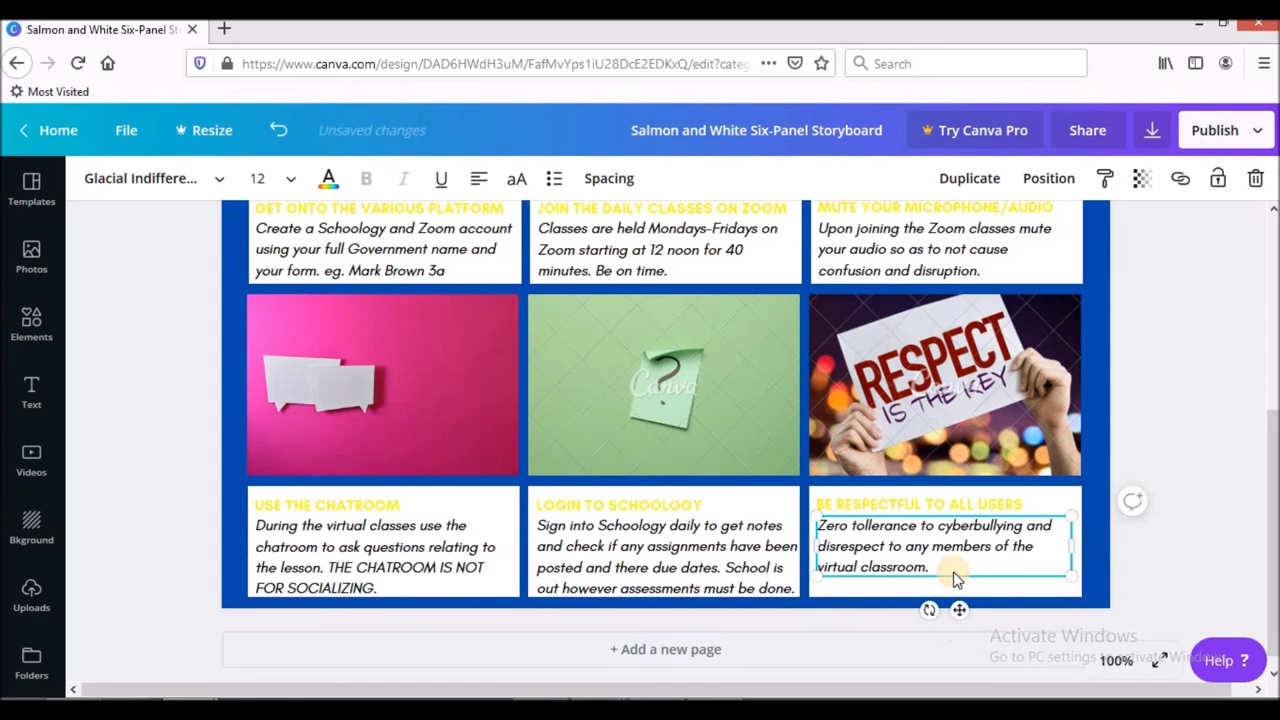 Salmon and White Six-Panel Sto
https://www.canva.com/design/DAD6HWdH3uM/FafMvYps1iU28DcE2EDKxQ/edit?categ
Search
Most Visited
Home
File
Resize
Unsaved changes
Salmon and White Six-Panel Storyboard
Try Canva Pro
Share
Publish
Glacial Indiffere...
12
A
B
I
U
aA
Spacing
Duplicate
Position
Templates
Photos
Elements
Text
Videos
Bkground
Uploads
Folders
GET ONTO THE VARIOUS PLATFORM
Create a Schoology and Zoom account
using your full Government name and
your form. eg. Mark Brown 3a
JOIN THE DAILY CLASSES ON ZOOM
Classes are held Mondays-Fridays on
Zoom starting at 12 noon for 40
minutes. Be on time.
MUTE YOUR MICROPHONE/AUDIO
Upon joining the Zoom classes mute
your audio so as to not cause
confusion and disruption.
?
Canva
RESPECT
IS THE KEY
USE THE CHATROOM
During the virtual classes use the
chatroom to ask questions relating to
the lesson. THE CHATROOM IS NOT
FOR SOCIALIZING.
LOGIN TO SCHOOLOGY
Sign into Schoology daily to get notes
and check if any assignments have been
posted and there due dates. School is
out however assessments must be done.
BE RESPECTFUL TO ALL USERS
Zero tollerance to cyberbullying and
disrespect to any members of the
virtual classroom.
+ Add a new page
Activate Windows
Go to PC settings to activate Windows.
100%
Help ?